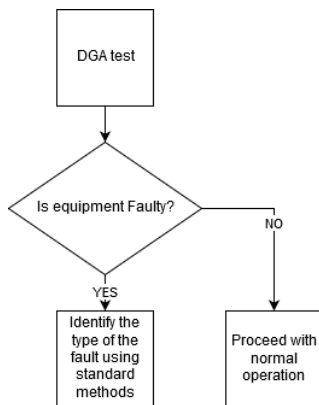 DGA test
Is equipment Faulty?
NO
YES
Identify the
type of the
fault using
standard
methods
Proceed with
normal
operation